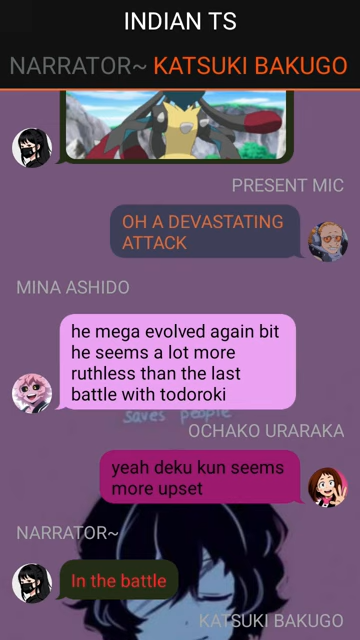 INDIAN TS
NARRATOR~ KATSUKI BAKUGO
PRESENT MIC
OH A DEVASTATING
ATTACK
MINA ASHIDO
he mega evolved again bit
he seems a lot more
ruthless than the last
battle with todoroki
saves people
OCHAKO URARAKA
yeah deku kun seems
more upset
NARRATOR~
In the battle
KATSUKI BAKUGO